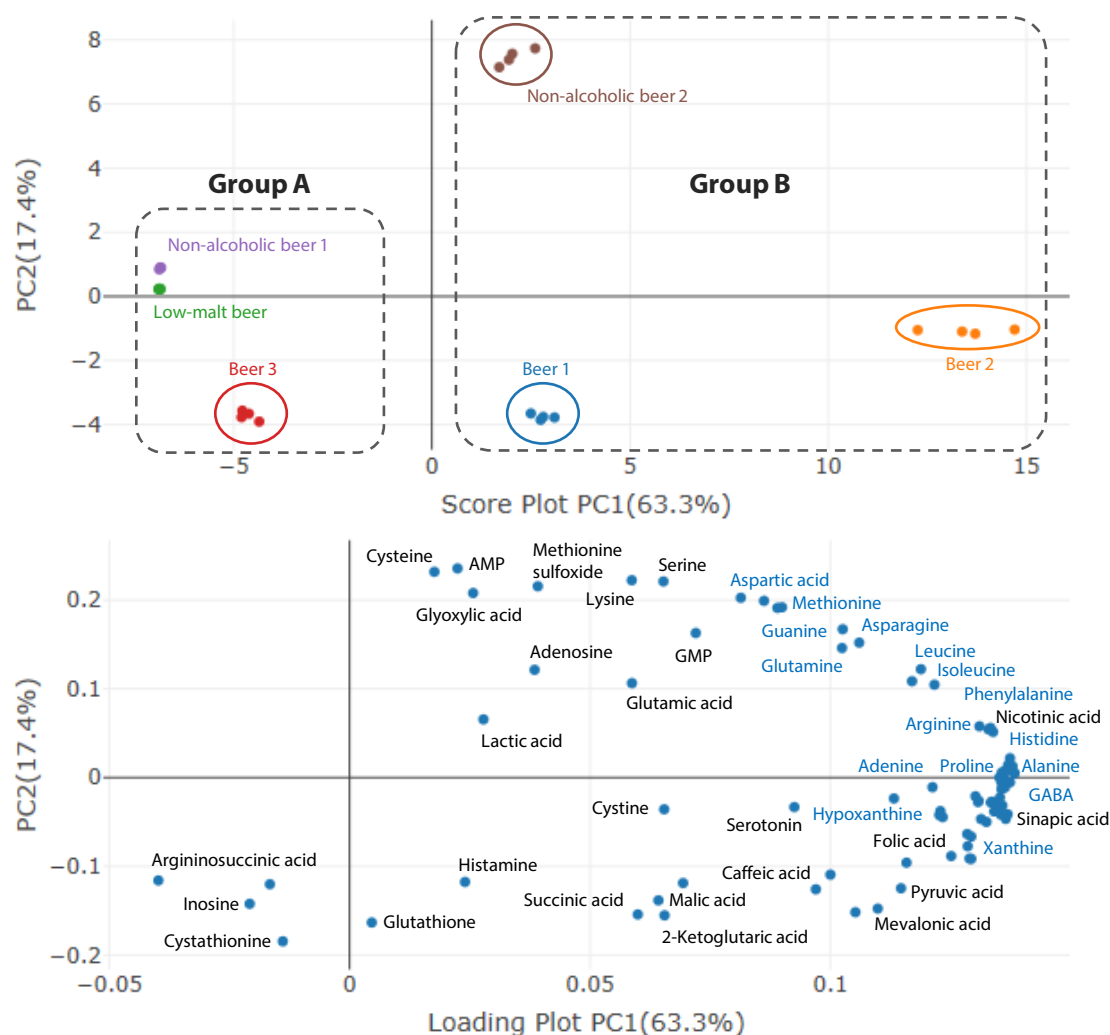 8
6
4
2
0
−2
−4
PC2(17.4%)
Non-alcoholic beer 2
Group A
Group B
Non-alcoholic beer 1
Low-malt beer
Beer 3
Beer 1
Beer 2
−5
0
5
10
15
Score Plot PC1(63.3%)
0.2
0.1
0
−0.1
−0.2
PC2(17.4%)
Cysteine
AMP
Methionine
sulfoxide
Serine
Glyoxylic acid
Lysine
Aspartic acid
Methionine
Guanine
Asparagine
Adenosine
GMP
Glutamine
Leucine
Isoleucine
Glutamic acid
Phenylalanine
Lactic acid
Arginine
Nicotinic acid
Histidine
Adenine
Proline
Alanine
GABA
Cystine
Serotonin
Hypoxanthine
Sinapic acid
Folic acid
Xanthine
Argininosuccinic acid
Histamine
Caffeic acid
Inosine
Succinic acid
Malic acid
Pyruvic acid
Cystathionine
Glutathione
2-Ketoglutaric acid
Mevalonic acid
−0.05
0
0.05
0.1
Loading Plot PC1(63.3%)